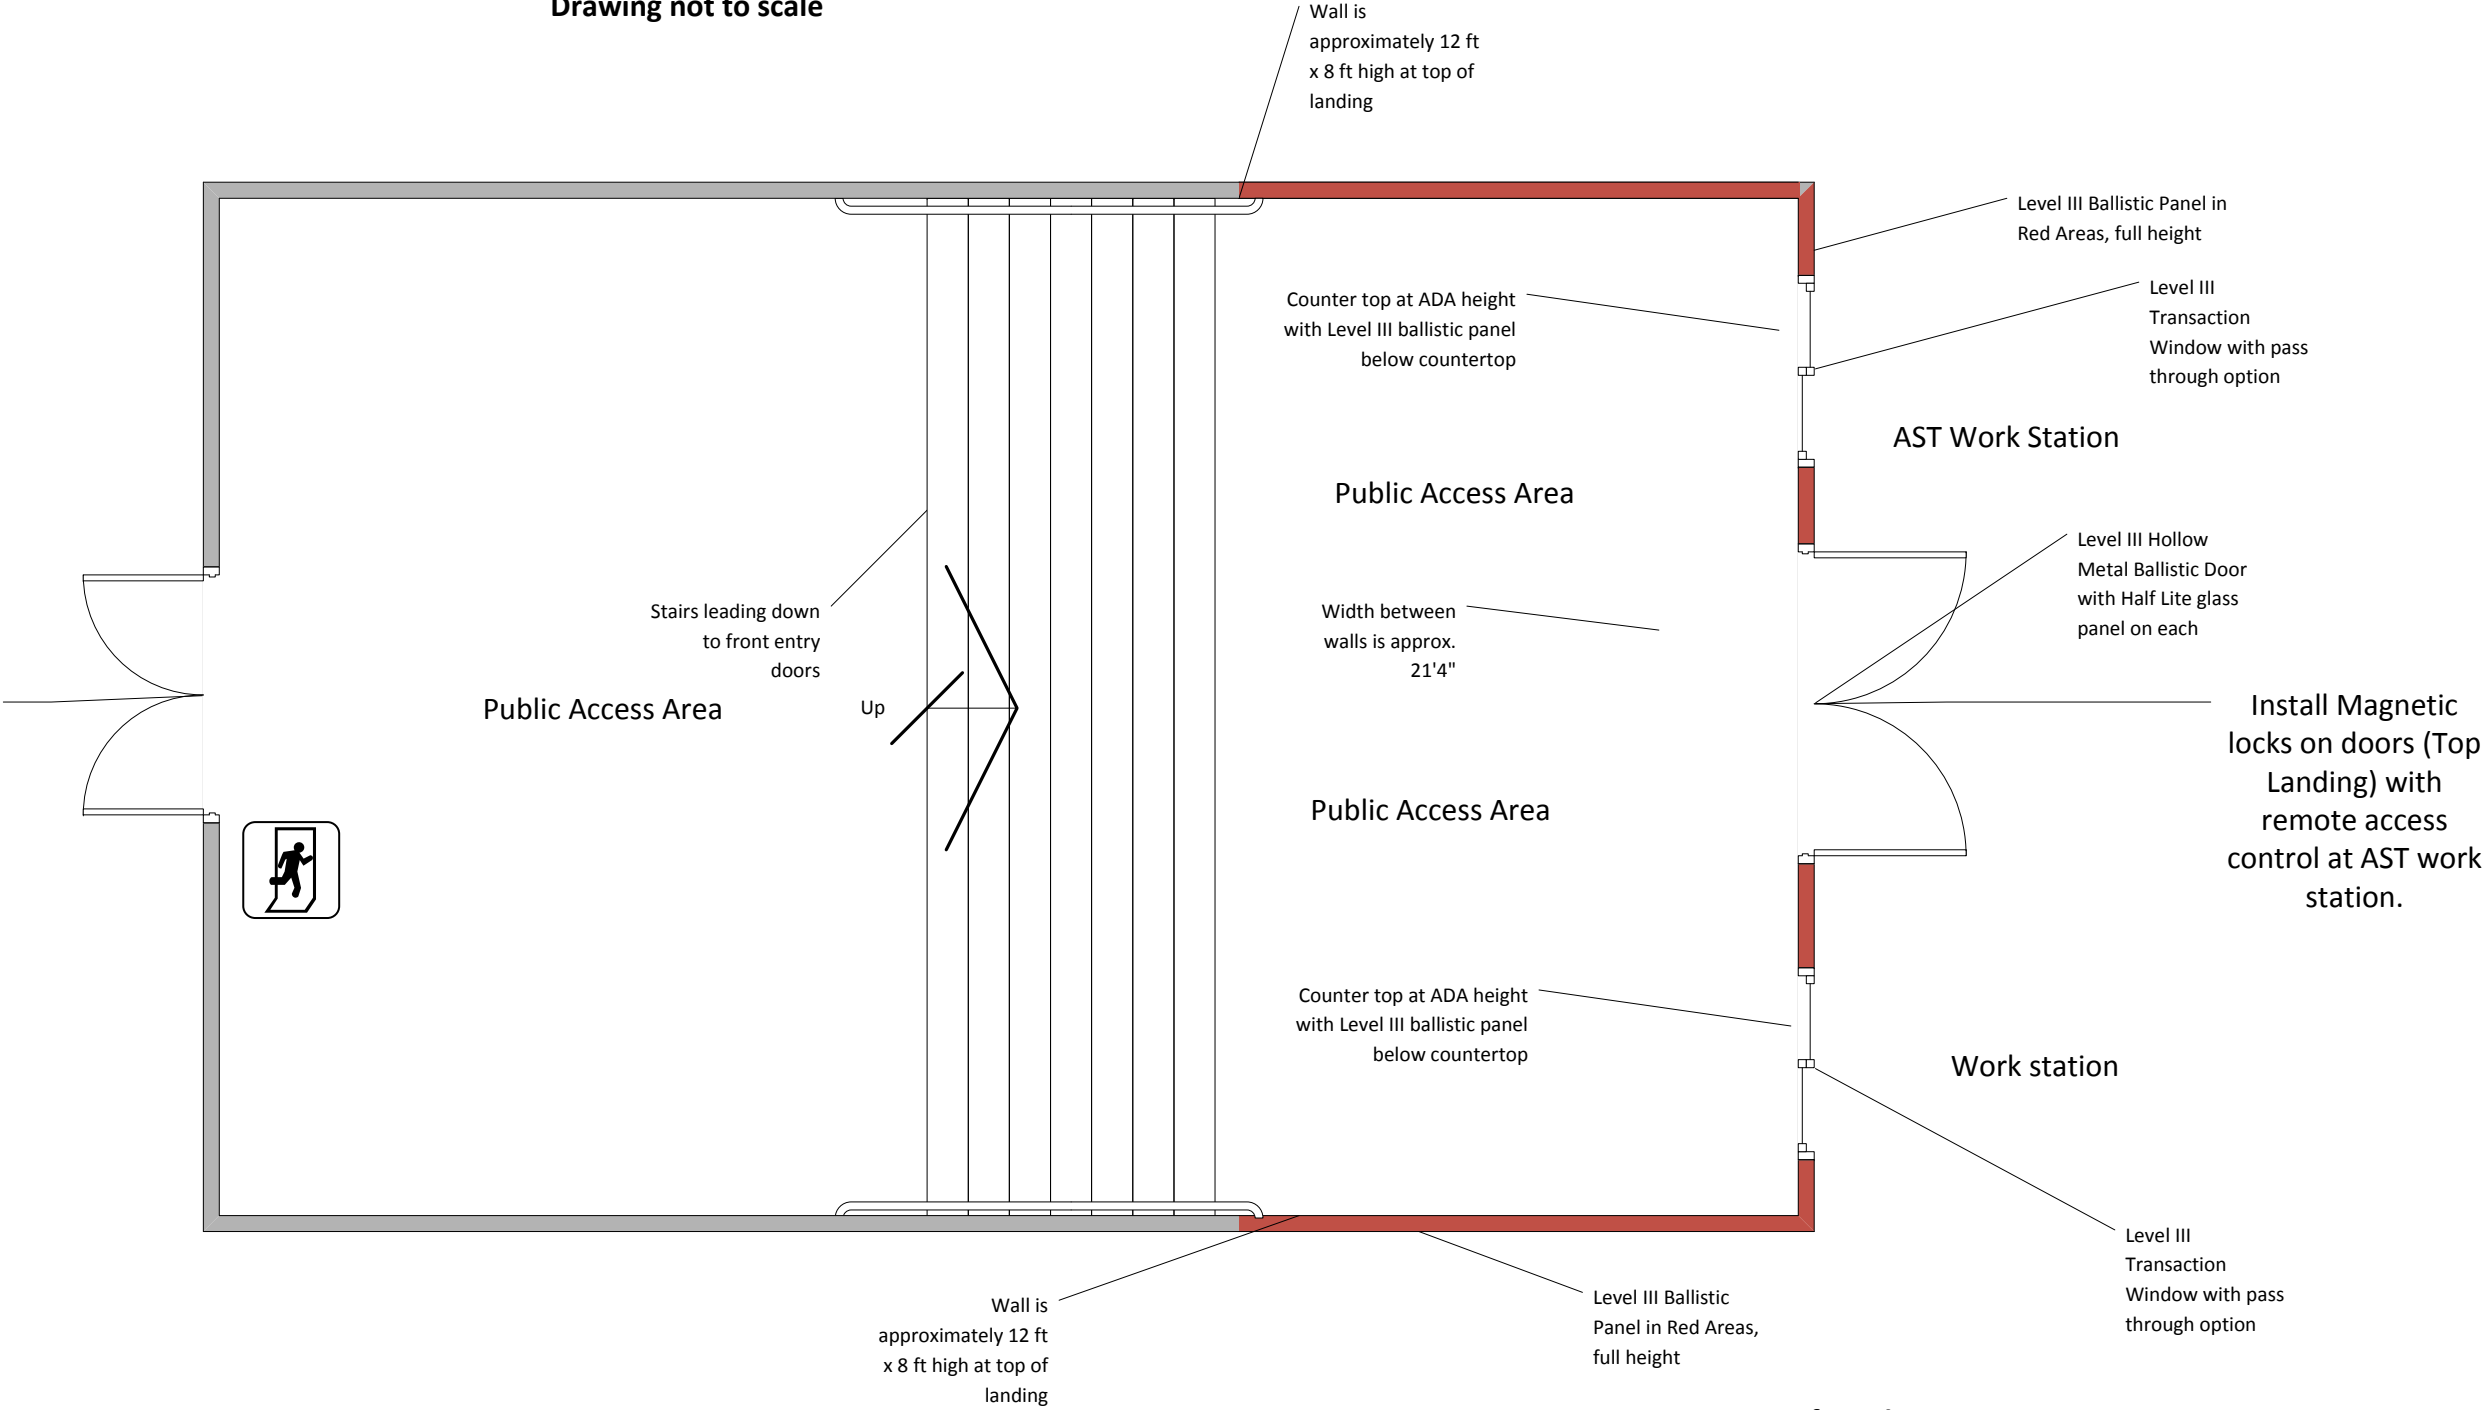 Drawing not to scale
Wall is
approximately 12 ft
x 8 ft high at top of
landing
Level III Ballistic Panel in
Red Areas, full height
Counter top at ADA height
with Level III ballistic panel
below countertop
Level III
Transaction
Window with pass
through option
AST Work Station
Public Access Area
Level III Hollow
Metal Ballistic Door
with Half Lite glass
panel on each
Stairs leading down
to front entry
doors
Width between
walls is approx.
21'4"
Public Access Area
Up
Install Magnetic
locks on doors (Top
Landing) with
remote access
control at AST work
station.
Public Access Area
Counter top at ADA height
with Level III ballistic panel
below countertop
Work station
Level III
Transaction
Window with pass
through option
Wall is
approximately 12 ft
x 8 ft high at top of
landing
Level III Ballistic
Panel in Red Areas,
full height